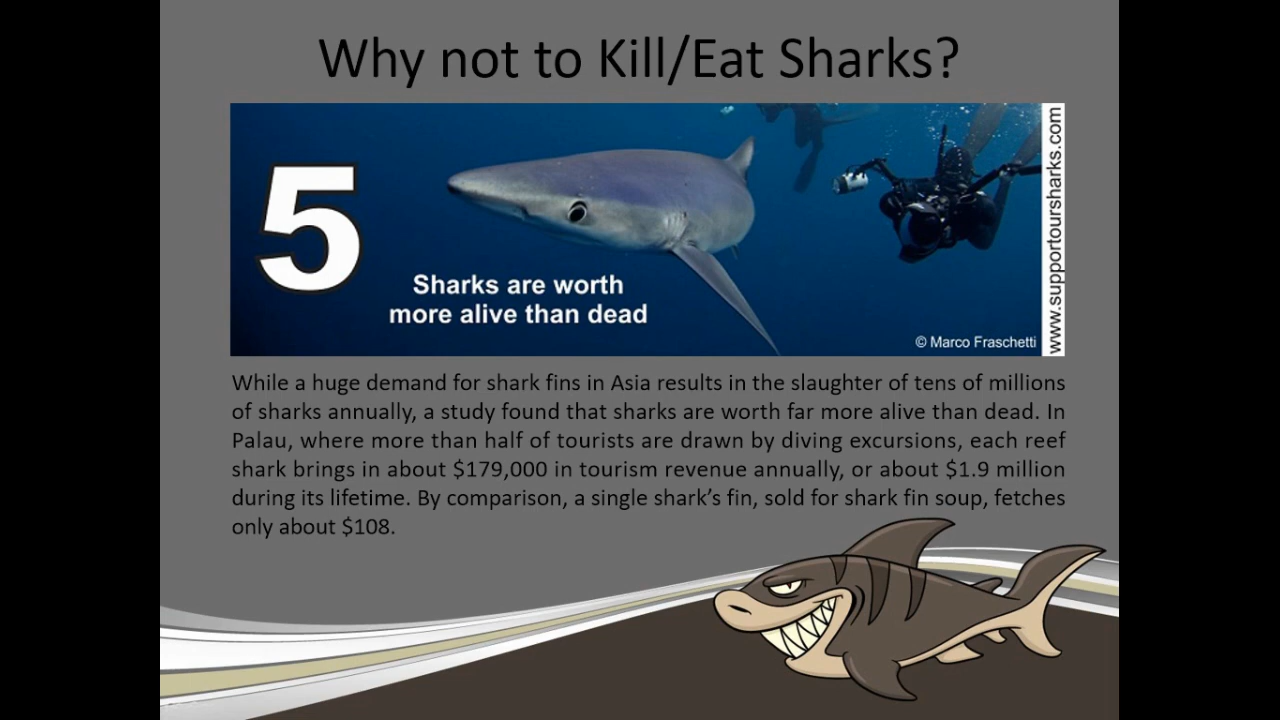 Why not to Kill/Eat Sharks?
5
Sharks are worth
more alive than dead
© Marco Fraschetti
www.supportoursharks.com
While a huge demand for shark fins in Asia results in the slaughter of tens of millions
of sharks annually, a study found that sharks are worth far more alive than dead. In
Palau, where more than half of tourists are drawn by diving excursions, each reef
shark brings in about $179,000 in tourism revenue annually, or about $1.9 million
during its lifetime. By comparison, a single shark’s fin, sold for shark fin soup, fetches
only about $108.